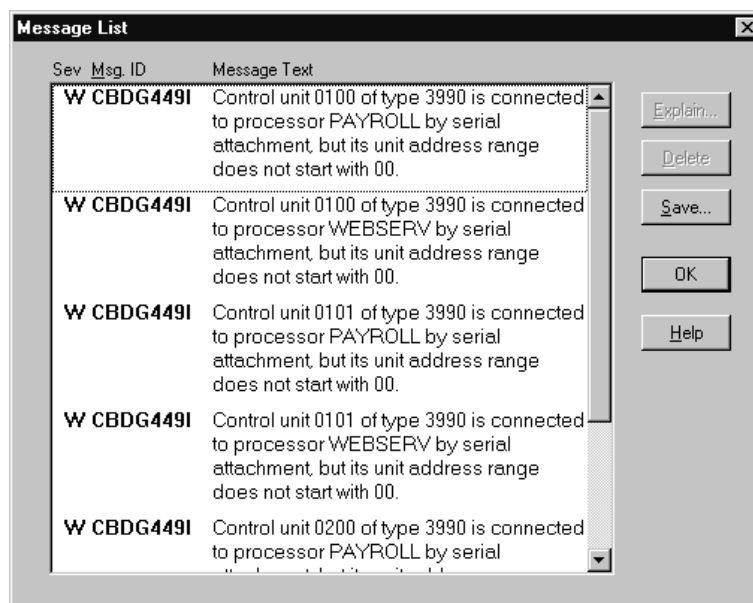 Message List
Sev Msg. ID Message Text
W CBDG449I Control unit 0100 of type 3990 is connected
to processor PAYROLL by serial
attachment, but its unit address range
does not start with 00.
W CBDG449I Control unit 0100 of type 3990 is connected
to processor WEBSERV by serial
attachment, but its unit address range
does not start with 00.
W CBDG449I Control unit 0101 of type 3990 is connected
to processor PAYROLL by serial
attachment, but its unit address range
does not start with 00.
W CBDG449I Control unit 0101 of type 3990 is connected
to processor WEBSERV by serial
attachment, but its unit address range
does not start with 00.
W CBDG449I Control unit 0200 of type 3990 is connected
to processor PAYROLL by serial
Explain...
Delete
Save...
OK
Help